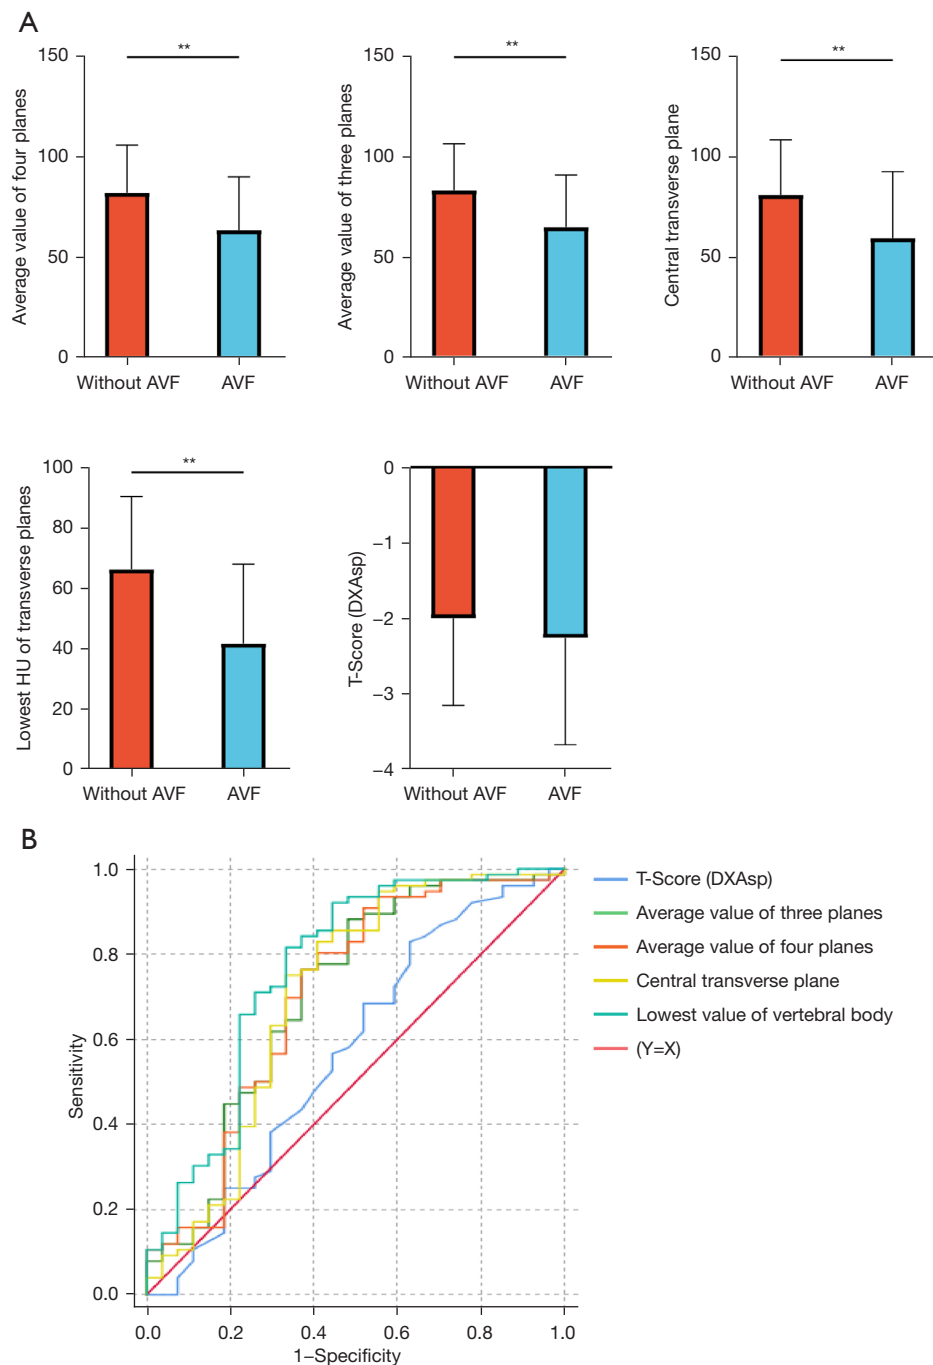 A
Average value of four planes
150
100
50
0
**
Without AVF
AVF
Average value of three planes
150
100
50
0
**
Without AVF
AVF
Central transverse plane
150
100
50
0
**
Without AVF
AVF
Lowest HU of transverse planes
100
80
60
40
20
0
**
Without AVF
AVF
T-Score (DXAsp)
0
−1
−2
−3
−4
Without AVF
AVF
B
Sensitivity
1.0
0.8
0.6
0.4
0.2
0.0
0.0
0.2
0.4
0.6
0.8
1.0
1−Specificity
T-Score (DXAsp)
Average value of three planes
Average value of four planes
Central transverse plane
Lowest value of vertebral body
(Y=X)